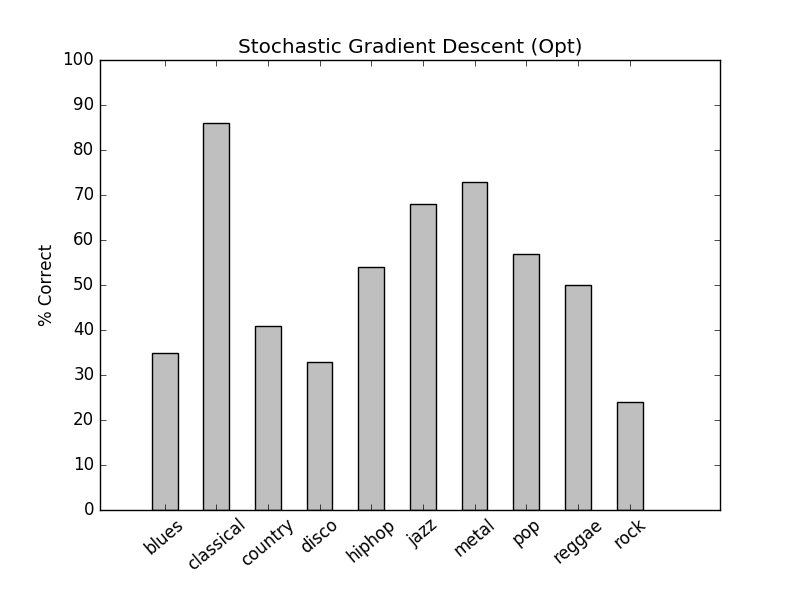 Stochastic Gradient Descent (Opt)
100
90
80
70
60
50
40
30
20
10
0
% Correct
blues
classical
country
disco
hiphop
jazz
metal
pop
reggae
rock